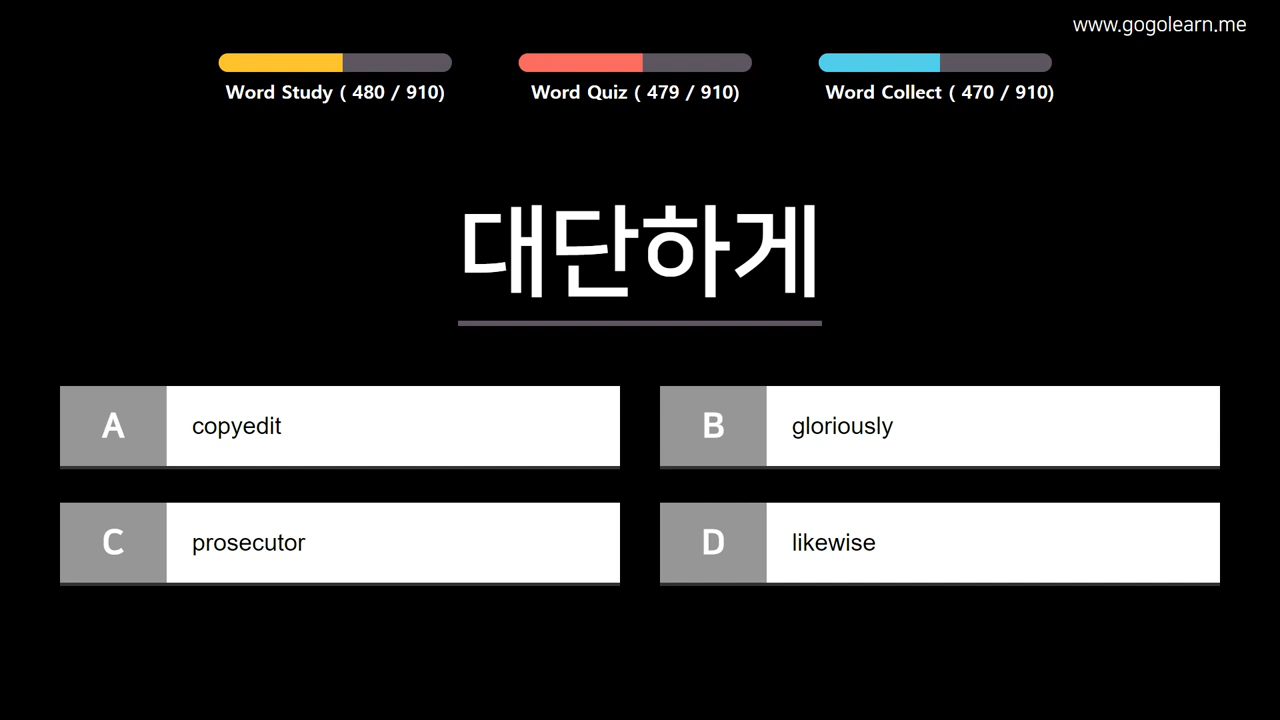 www.gogolearn.me
Word Study ( 480 / 910)
Word Quiz ( 479 / 910)
Word Collect ( 470 / 910)
대단하게
A copyedit
B gloriously
C prosecutor
D likewise